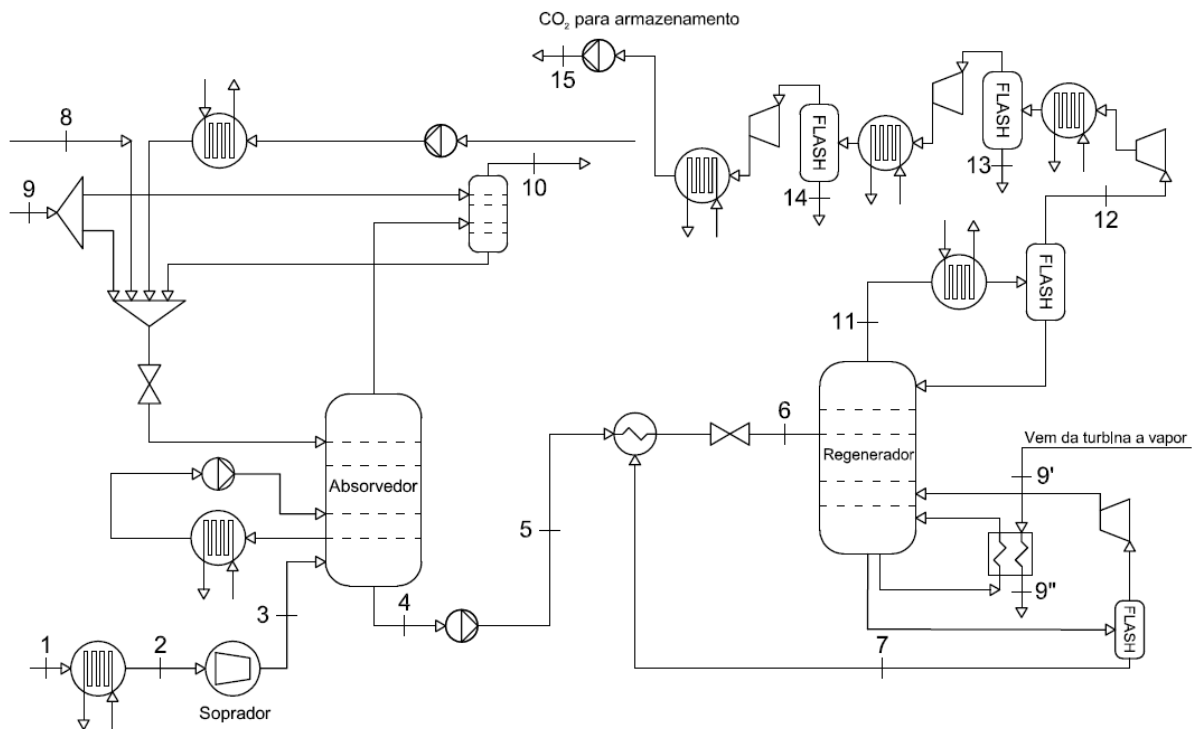 CO₂ para armazenamento
15
8
FLASH
FLASH
13
9
10
14
12
FLASH
11
6
Vem da turbina a vapor
Regenerador
9'
Absorvedor
5
3
4
9"
FLASH
1
2
7
Soprador